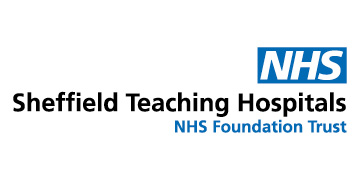 NHS
Sheffield Teaching Hospitals
NHS Foundation Trust